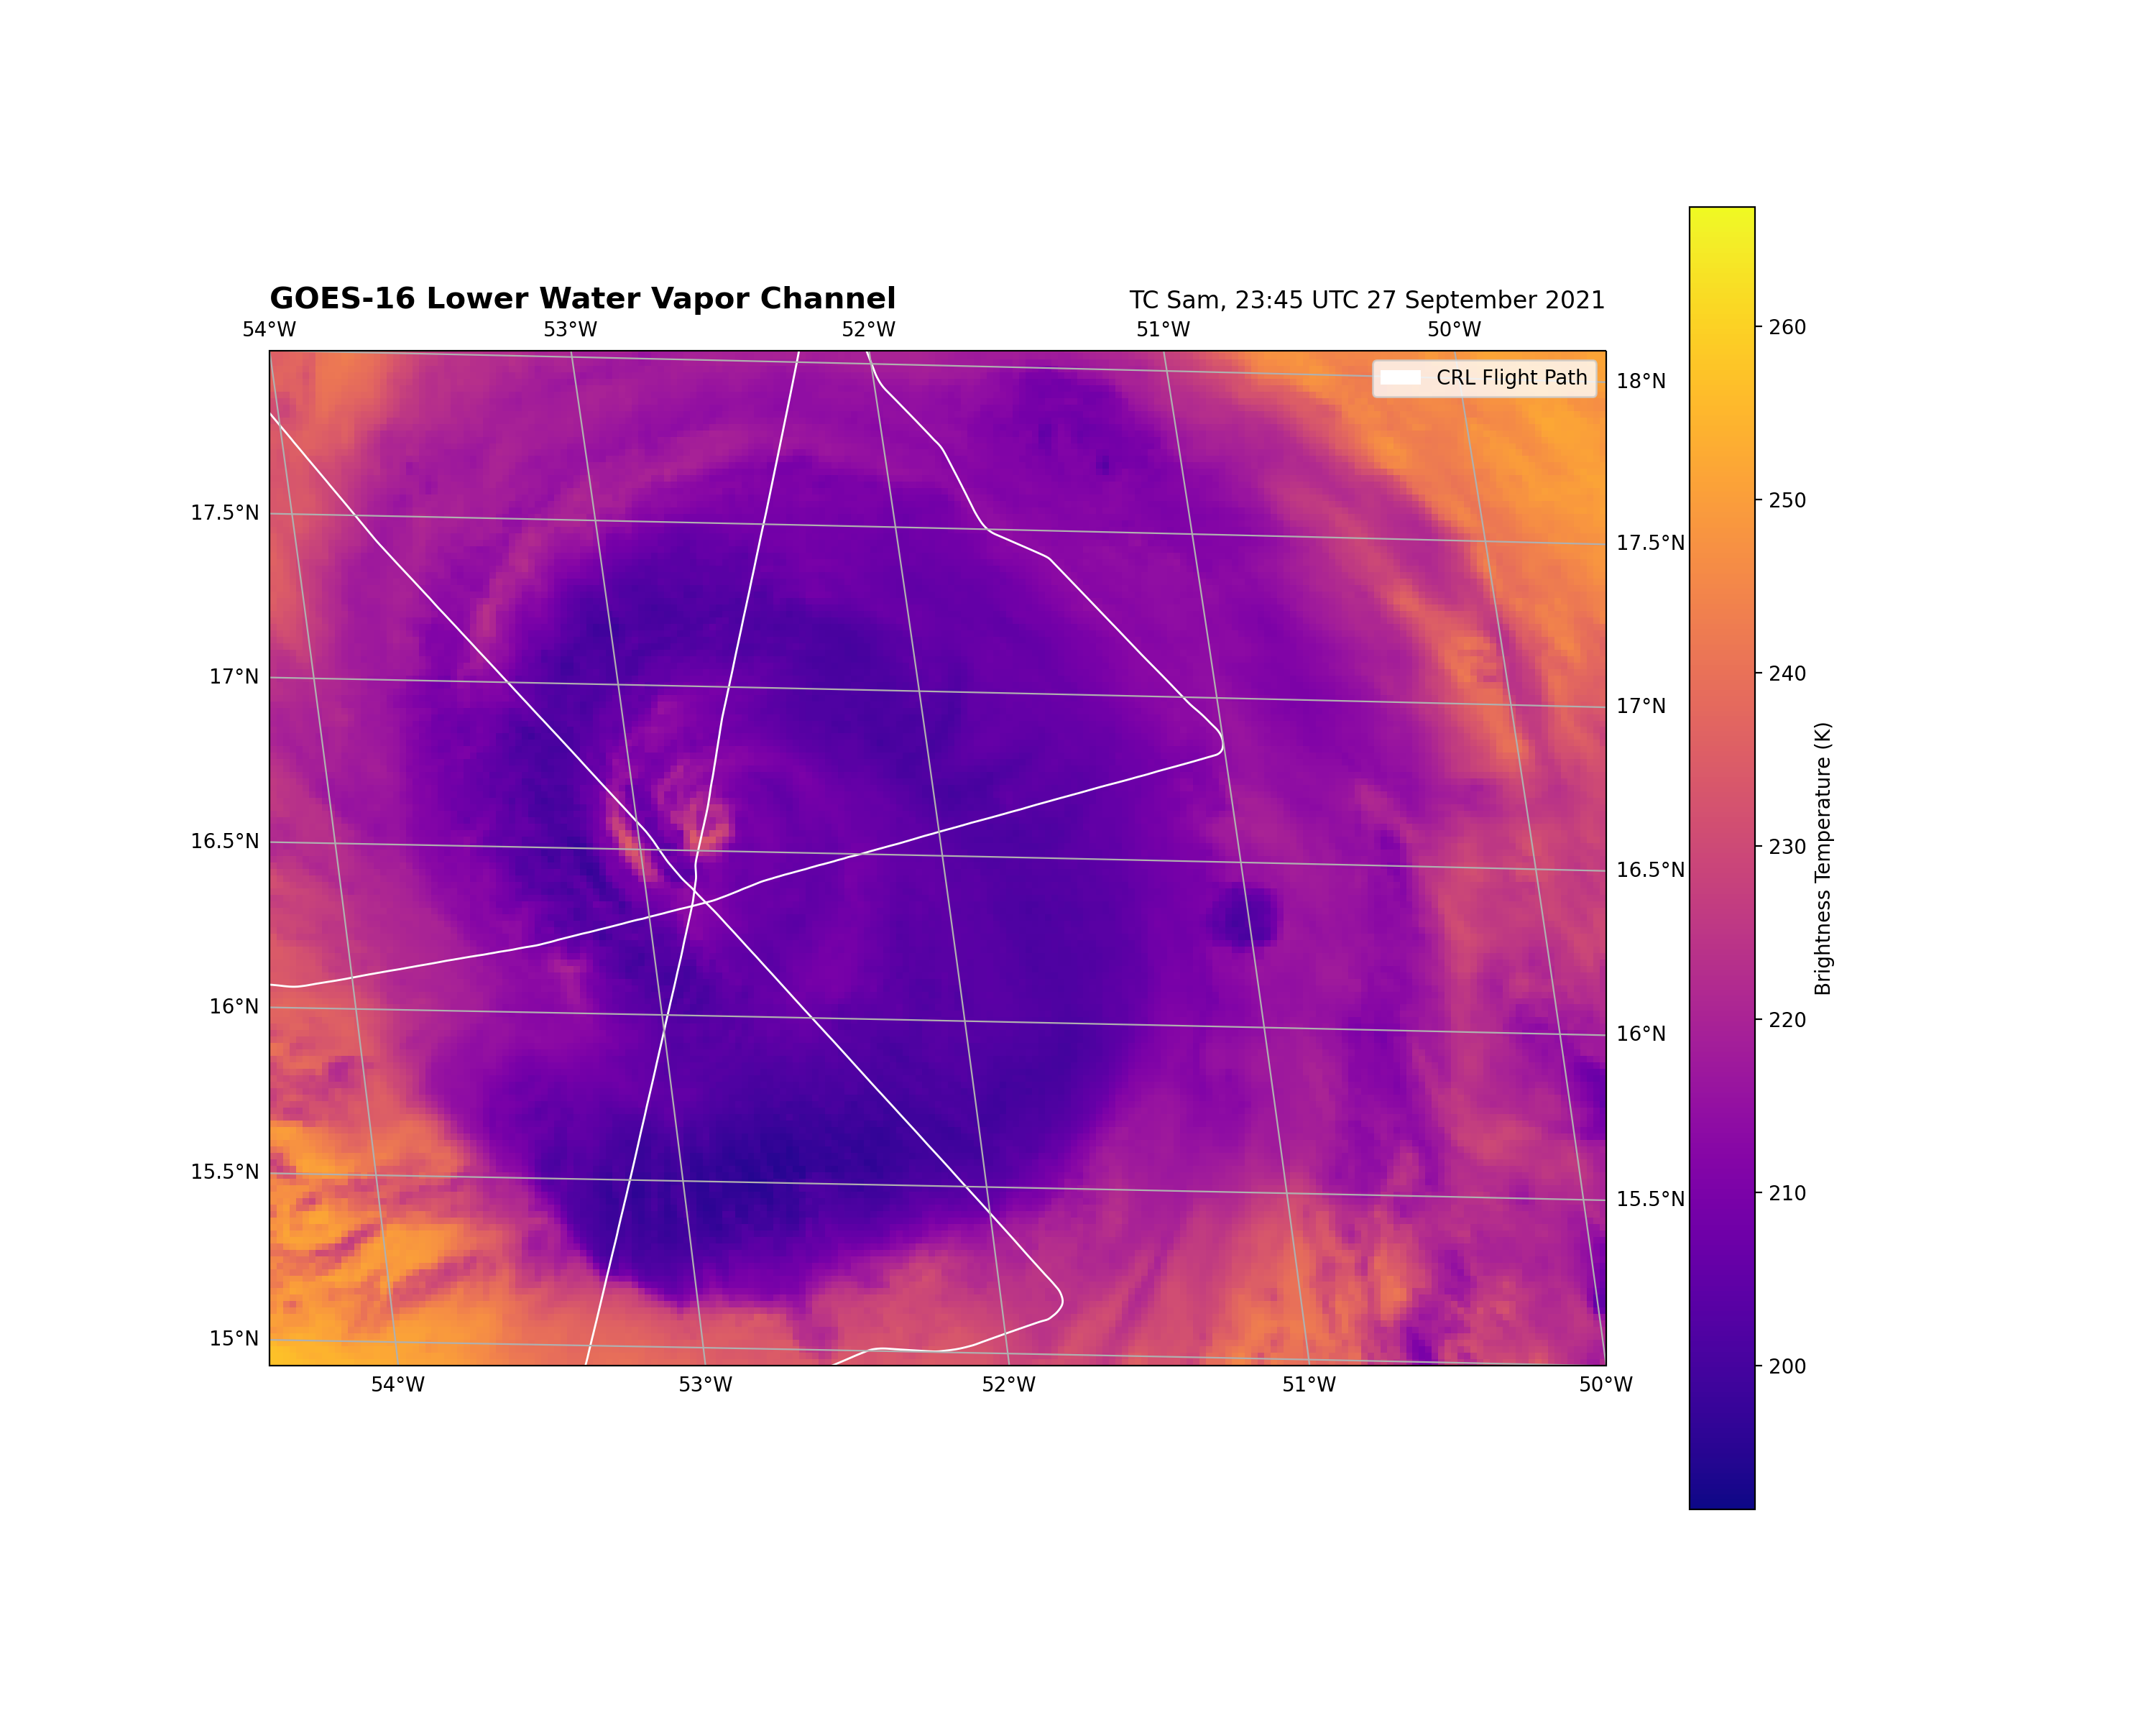 GOES-16 Lower Water Vapor Channel
TC Sam, 23:45 UTC 27 September 2021
54°W
53°W
52°W
51°W
50°W
CRL Flight Path
18°N
17.5°N
17.5°N
17°N
17°N
16.5°N
16.5°N
16°N
16°N
15.5°N
15.5°N
15°N
54°W
53°W
52°W
51°W
50°W
260
250
240
230
220
210
200
Brightness Temperature (K)